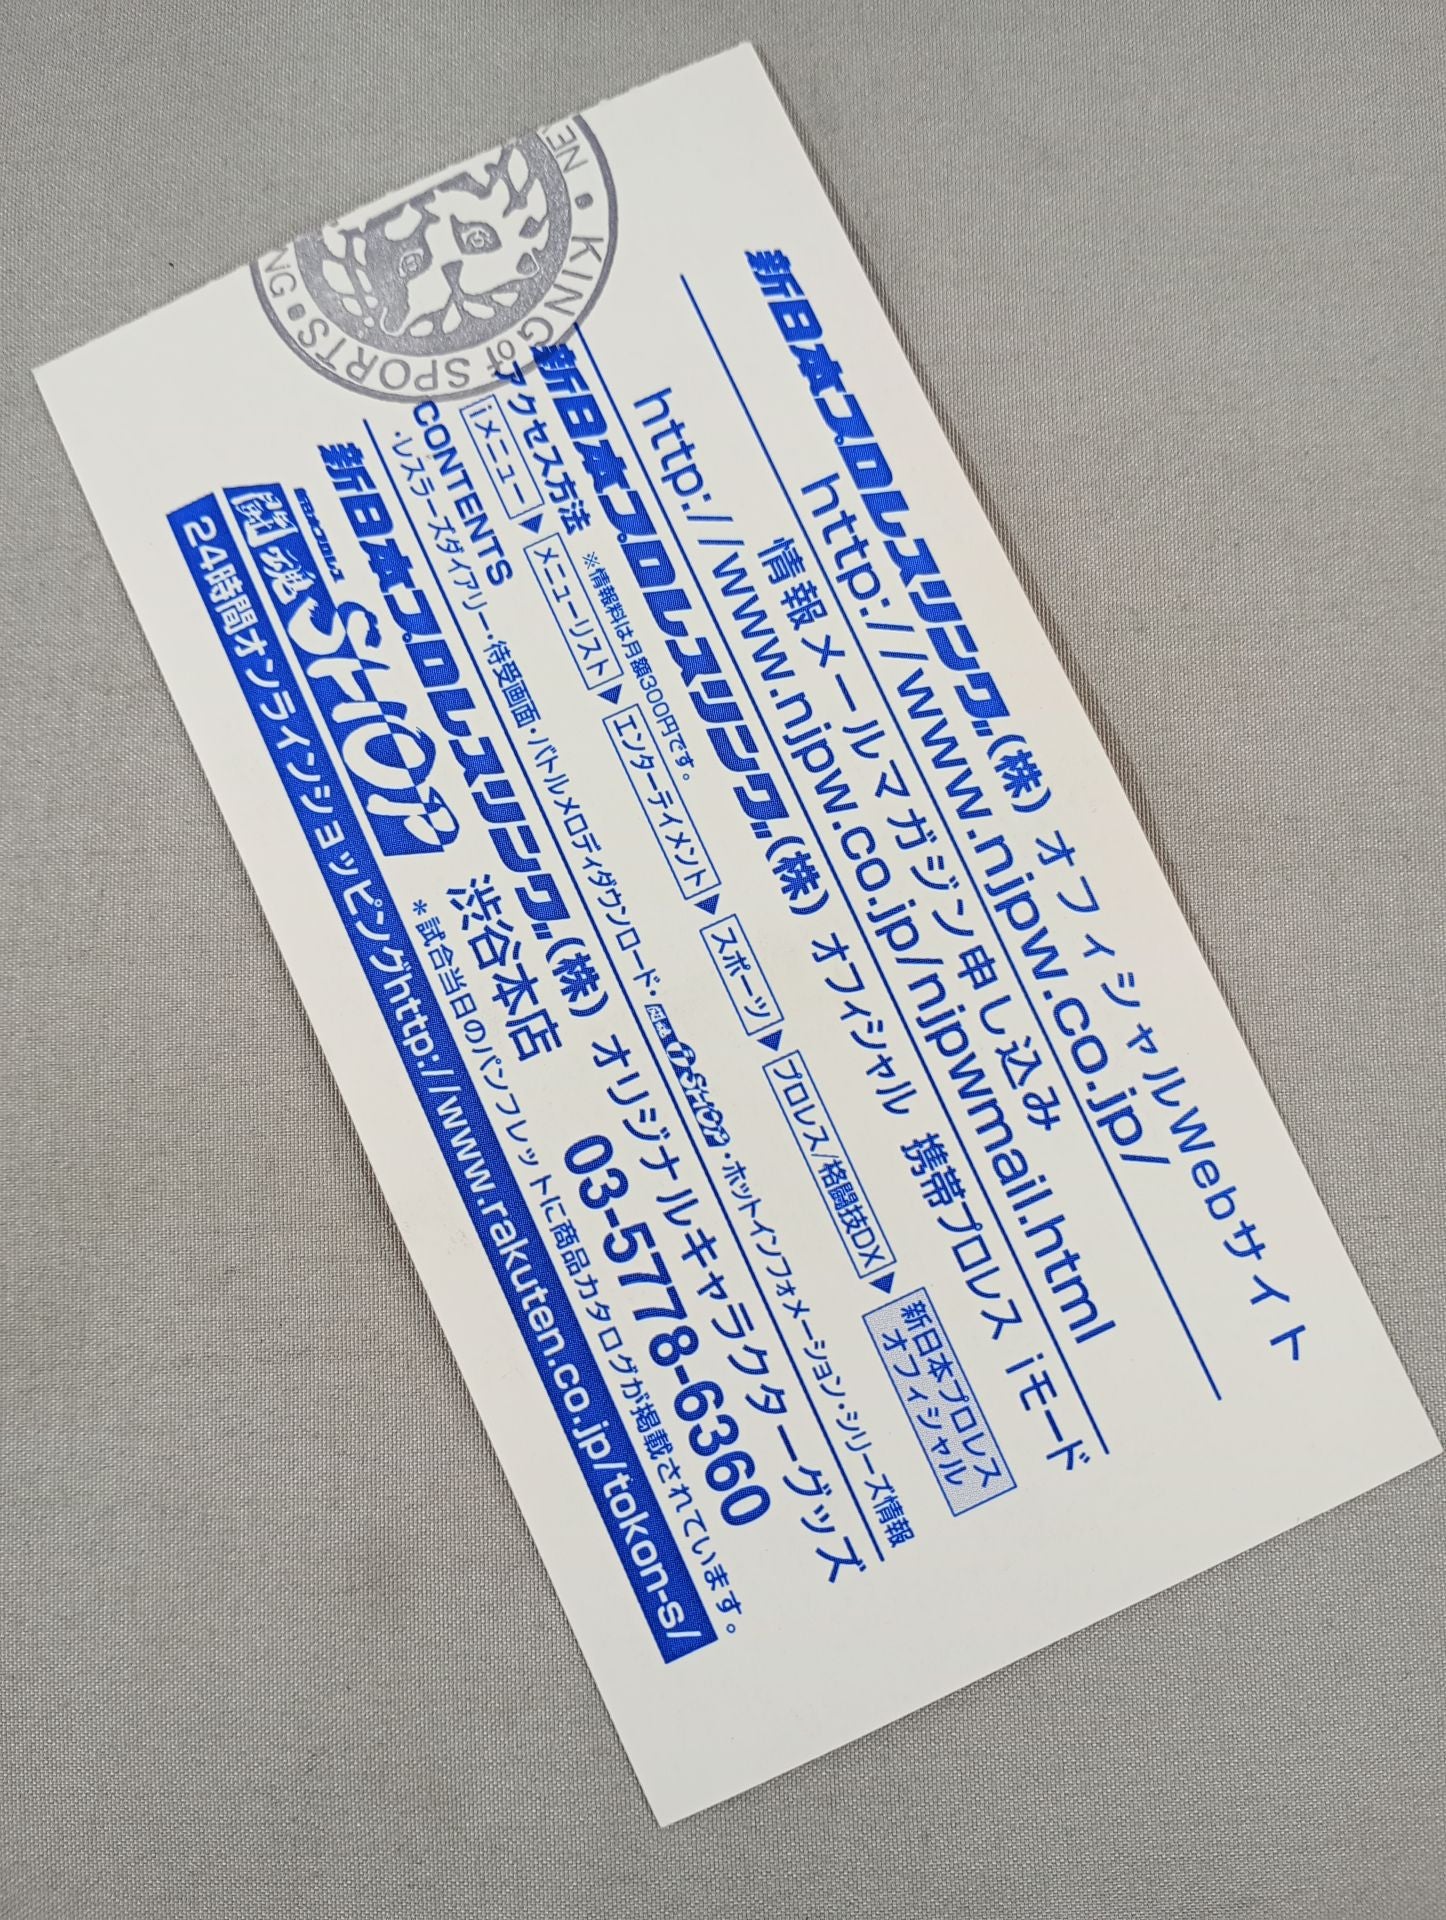 新日本プロレスリング(株) オフィシャルWebサイト
http://www.njpw.co.jp/
情報メールマガジン申し込み
http://www.njpw.co.jp/njpwmail.html
新日本プロレスリング(株) オフィシャル 携帯プロレス iモード
アクセス方法 ※情報料は月額300円です。
iメニュー▶メニューリスト▶エンターテイメント▶スポーツ▶プロレス/格闘技DX▶新日本プロレス
オフィシャル
CONTENTS
・レスラーズダイアリー・待受画面・バトルメロディダウンロード・闘魂i-SHOP・ホットインフォメーション・シリーズ情報
新日本プロレスリング(株) オリジナルキャラクターグッズ
新日本プロレス
闘魂SHOP 渋谷本店 03-5778-6360
*試合当日のパンフレットに商品カタログが掲載されています。
24時間オンラインショッピングhttp://www.rakuten.co.jp/tokon-s/
NE
KING of SPORTS
NG